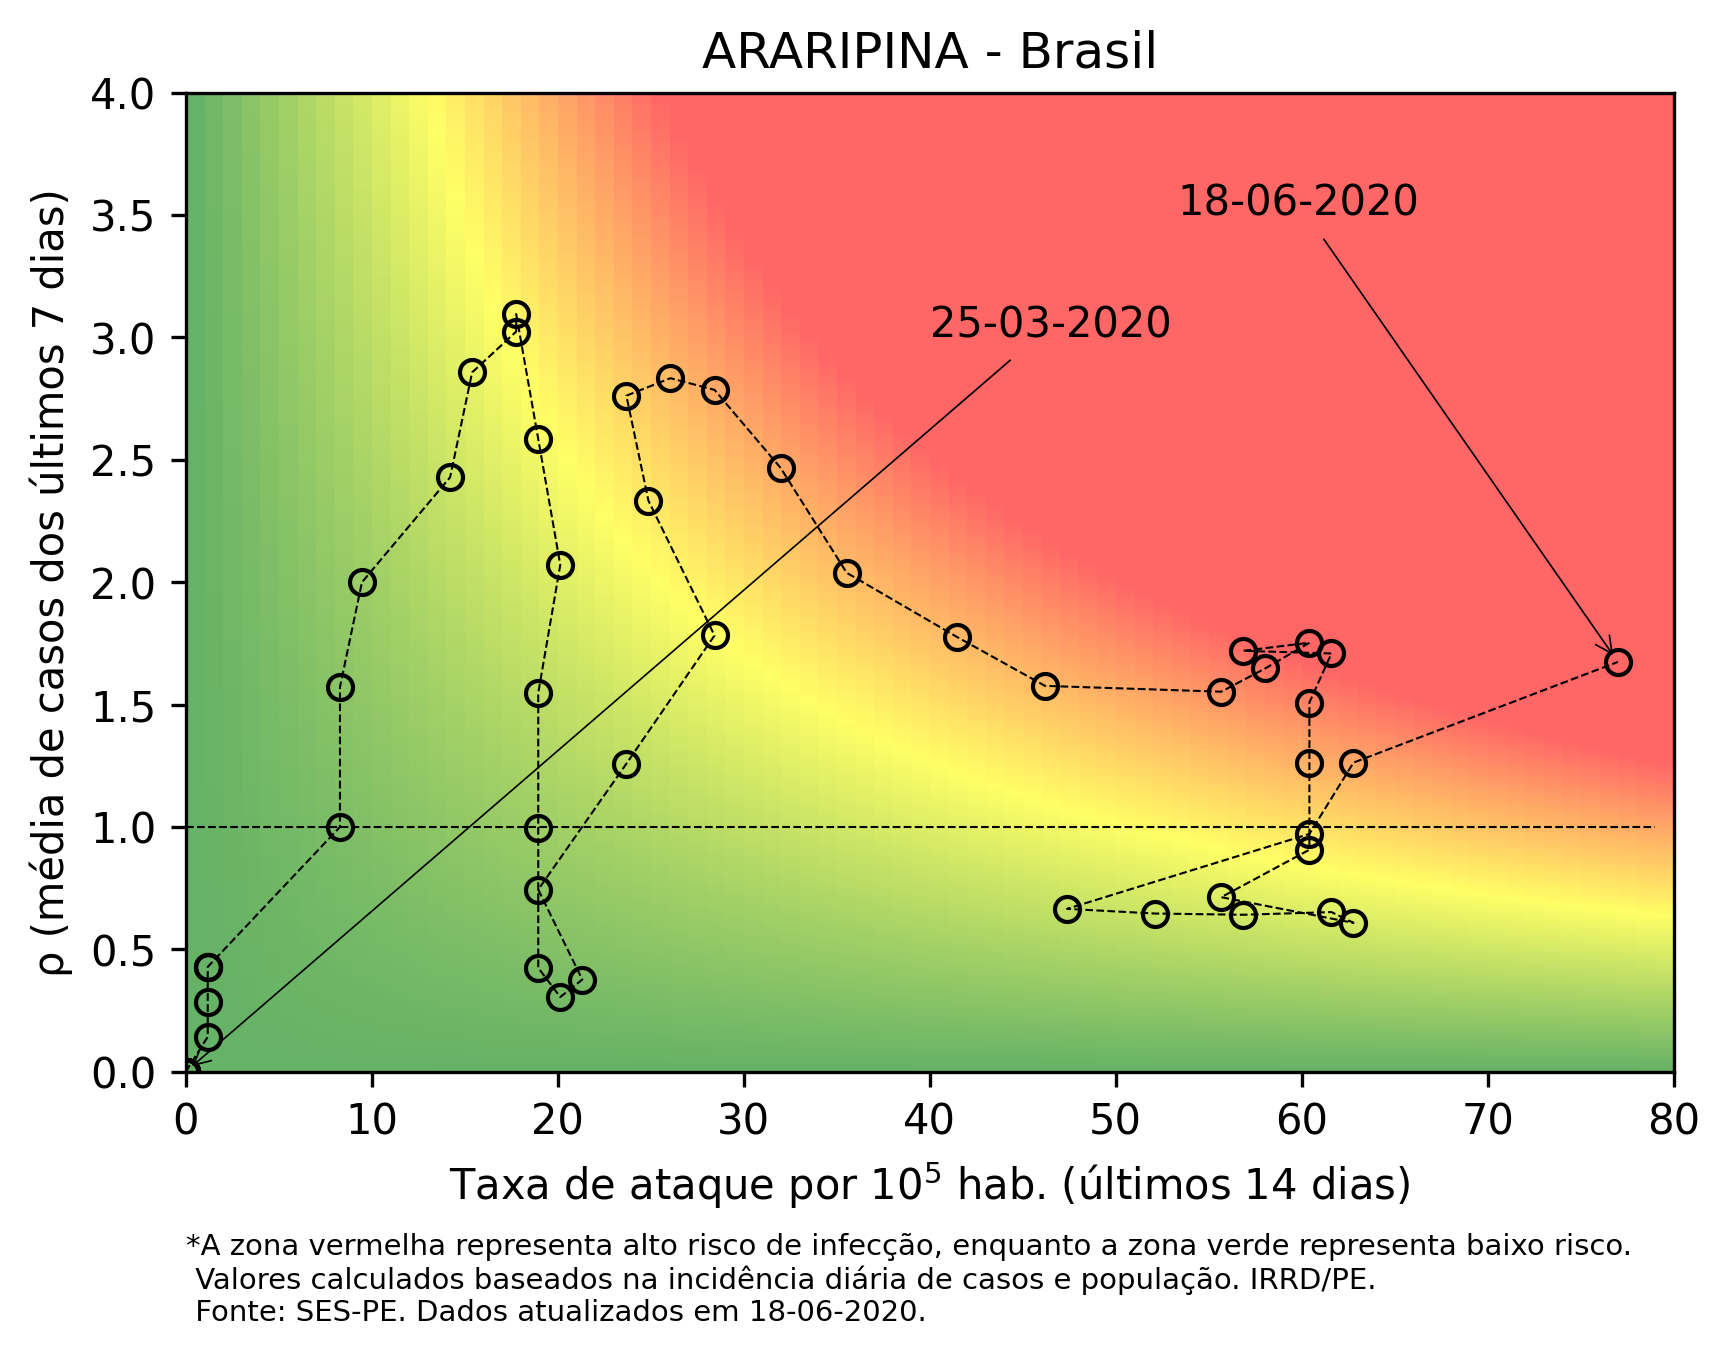 ARARIPINA - Brasil
4.0
3.5
3.0
2.5
2.0
1.5
1.0
0.5
0.0
ρ (média de casos dos últimos 7 dias)
18-06-2020
25-03-2020
0 10 20 30 40 50 60 70 80
Taxa de ataque por 10⁵ hab. (últimos 14 dias)
*A zona vermelha representa alto risco de infecção, enquanto a zona verde representa baixo risco.
Valores calculados baseados na incidência diária de casos e população. IRRD/PE.
Fonte: SES-PE. Dados atualizados em 18-06-2020.